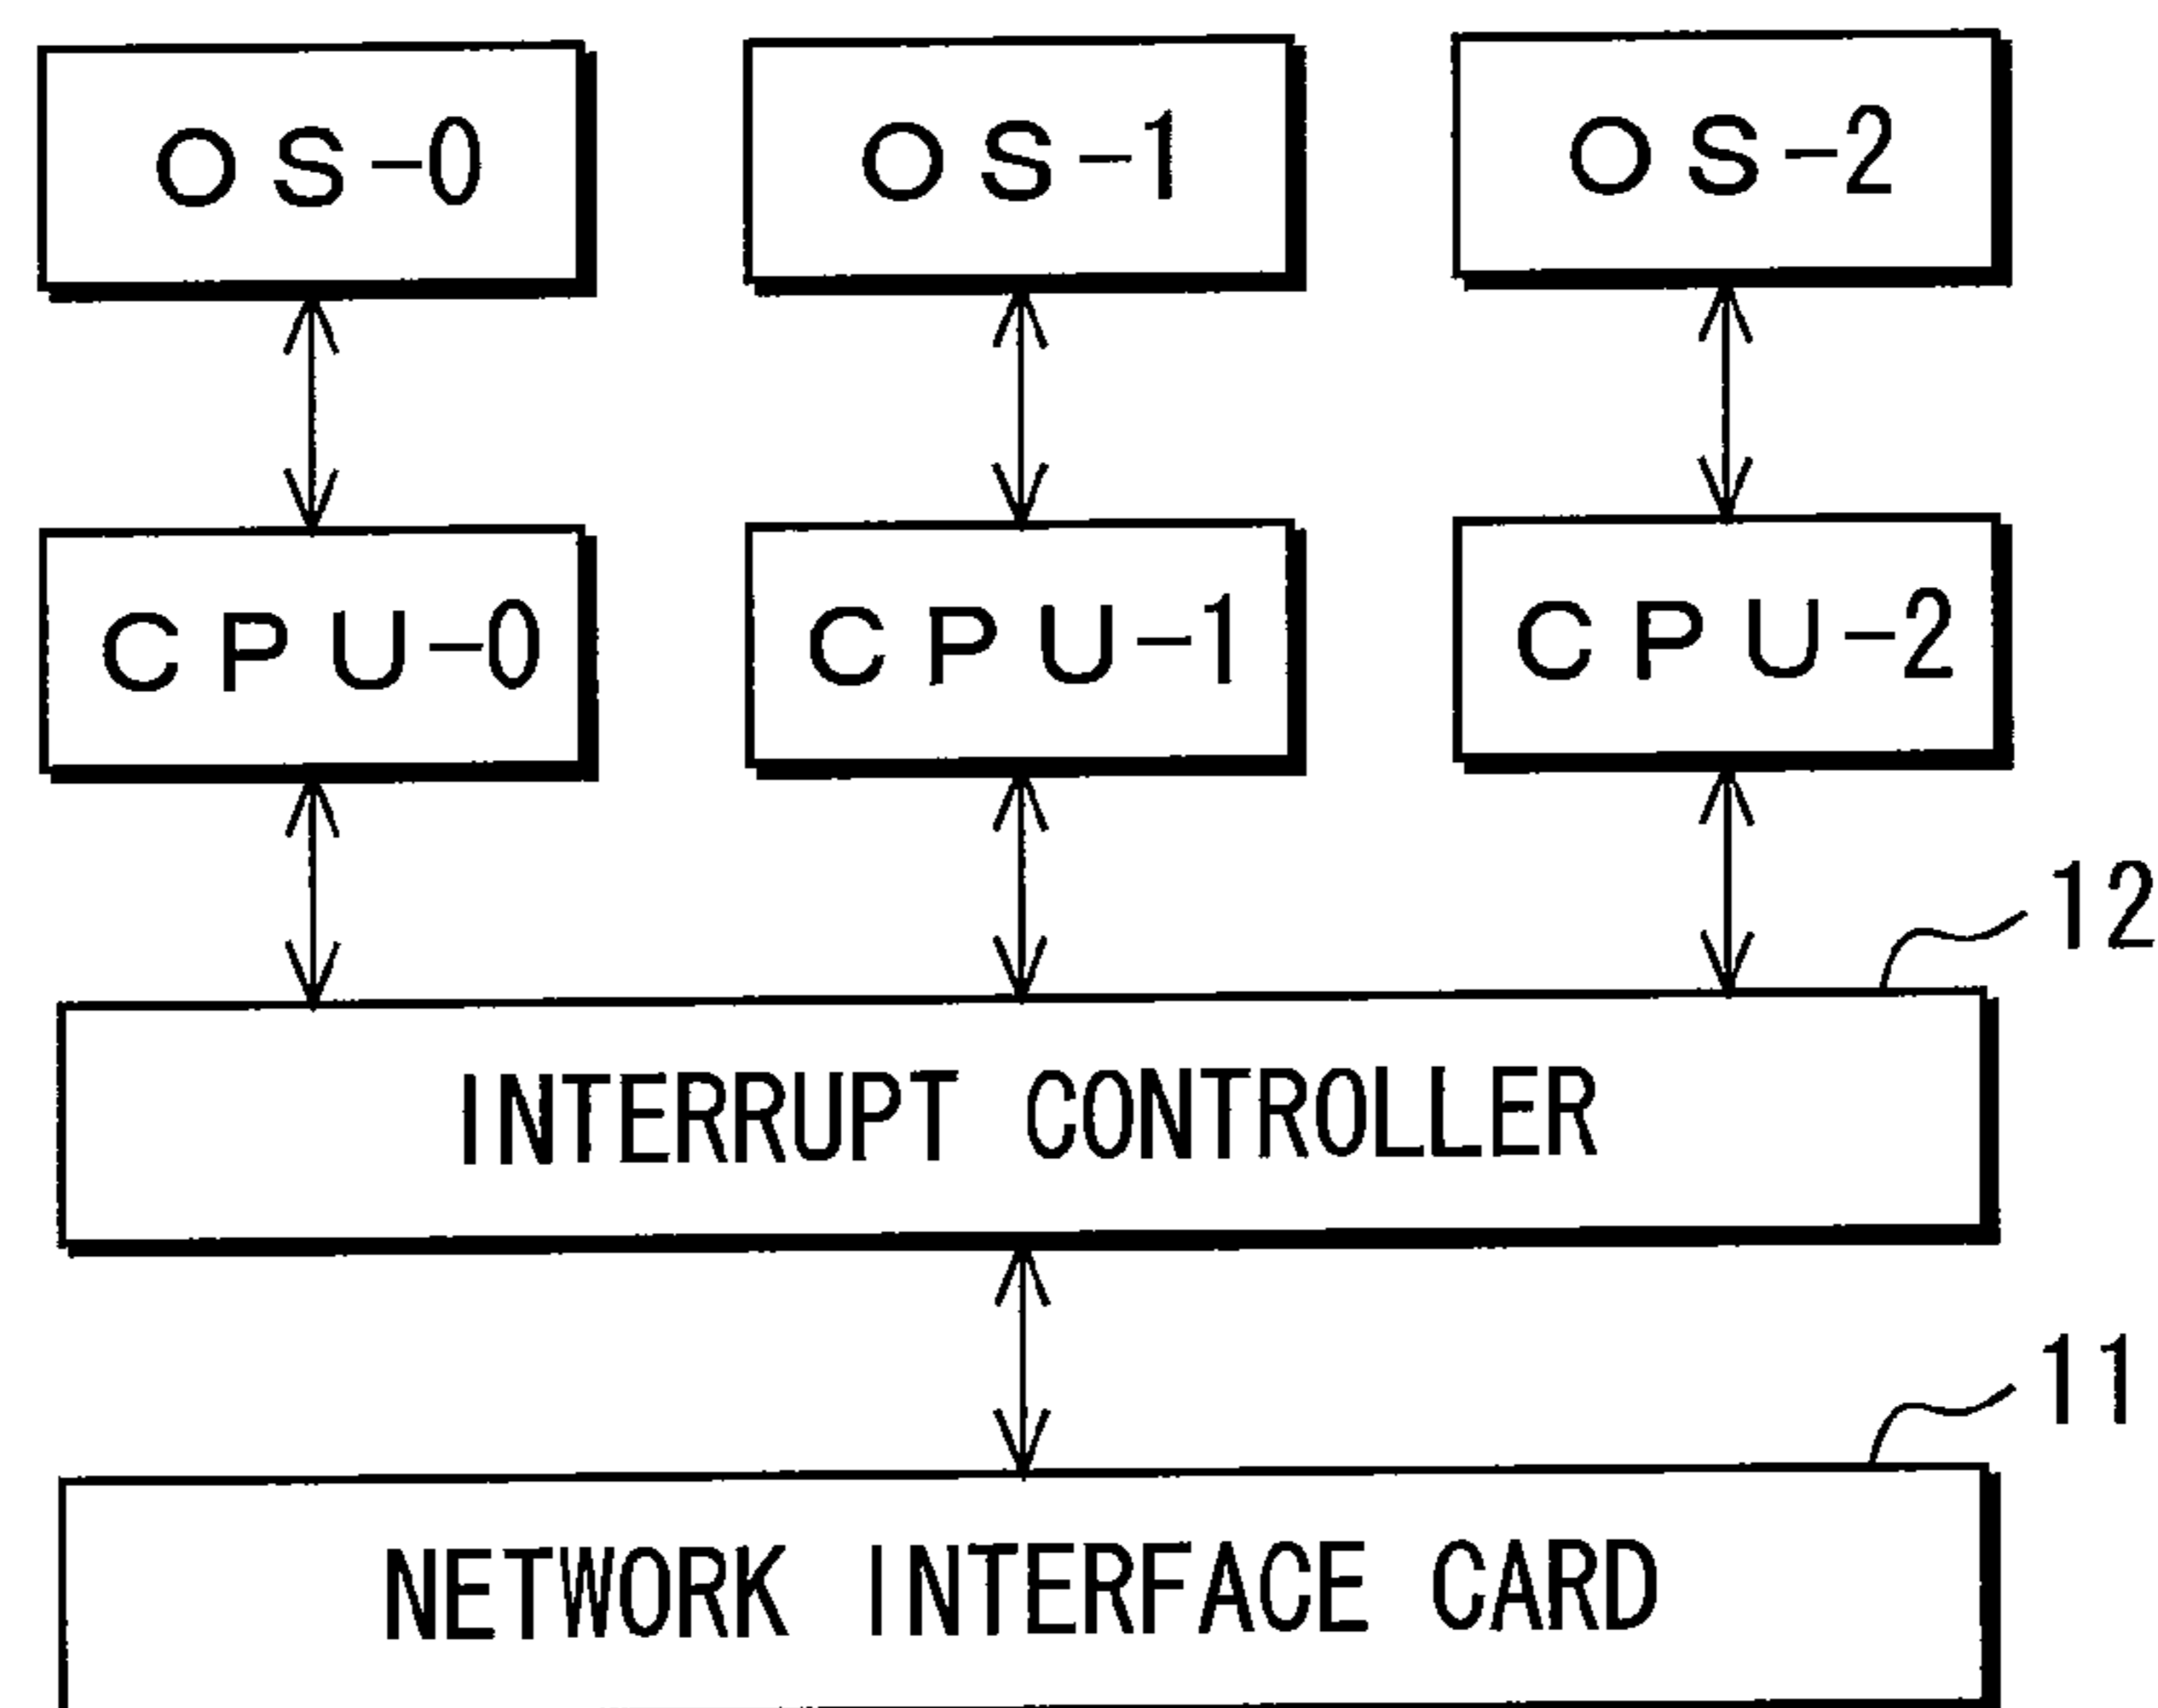 OS-0 OS-1 OS-2
CPU-0 CPU-1 CPU-2
12
INTERRUPT CONTROLLER
11
NETWORK INTERFACE CARD